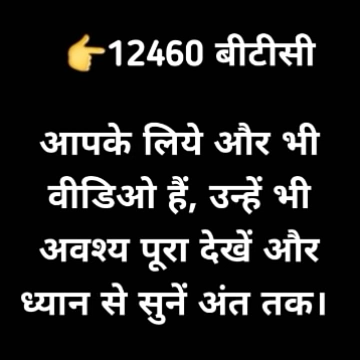 👉12460 बीटीसी
आपके लिये और भी
वीडिओ हैं, उन्हें भी
अवश्य पूरा देखें और
ध्यान से सुनें अंत तक।